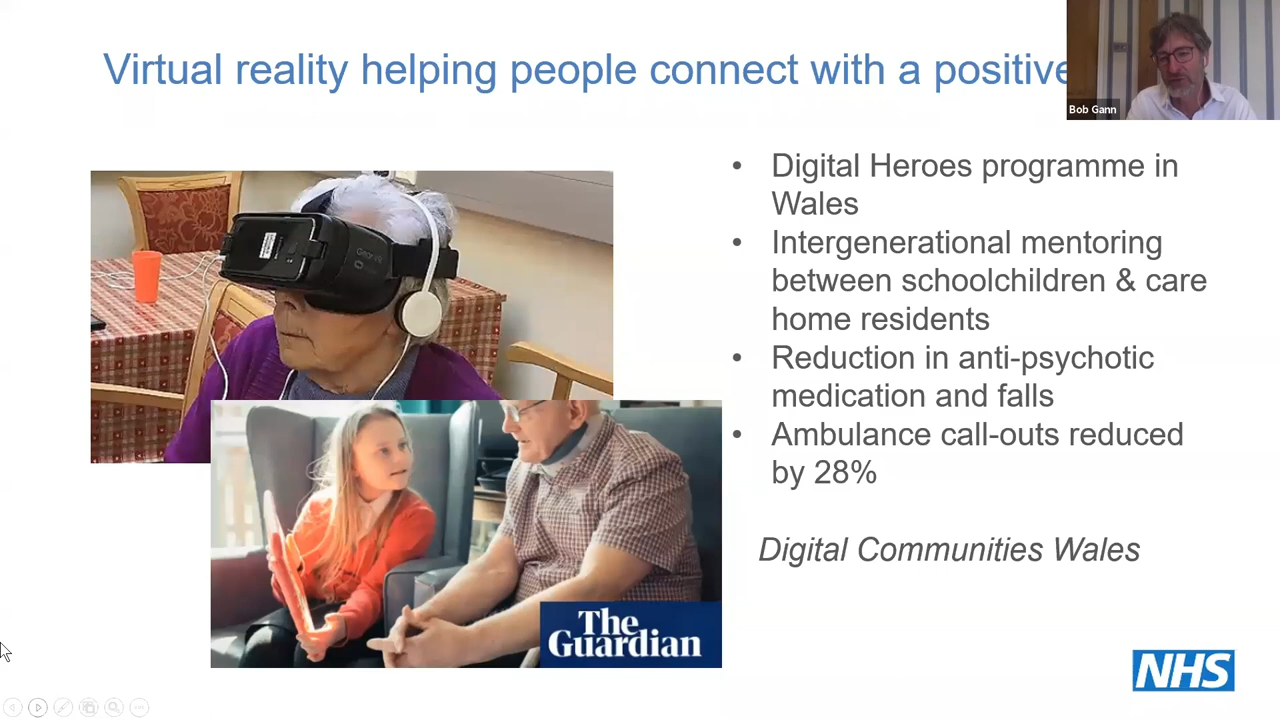 Virtual reality helping people connect with a positive
Bob Gann
• Digital Heroes programme in
Wales
• Intergenerational mentoring
between schoolchildren & care
home residents
• Reduction in anti-psychotic
medication and falls
• Ambulance call-outs reduced
by 28%
Digital Communities Wales
The
Guardian
NHS